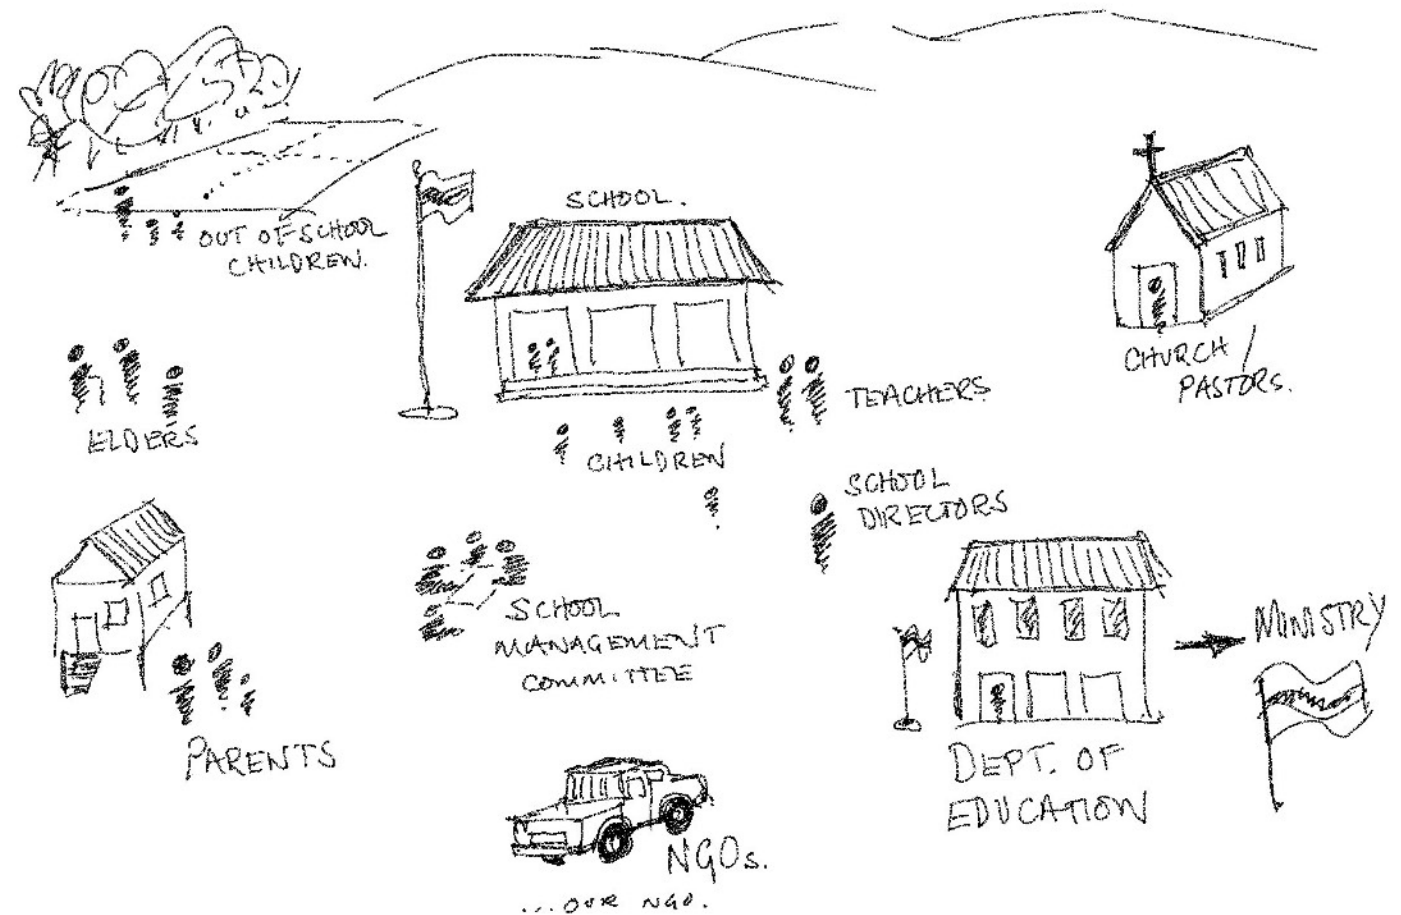 SCHOOL.
OUT OF SCHOOL
CHILDREN.
CHURCH /
PASTORS.
TEACHERS
ELDERS
CHILDREN
SCHOOL
DIRECTORS
SCHOOL
MANAGEMENT
COMMITTEE
MINISTRY
PARENTS
DEPT. OF
EDUCATION
NGOs.
...OUR NGO.